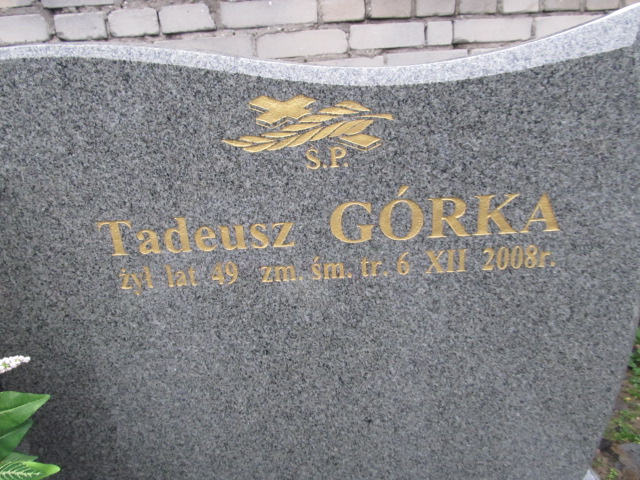 Ś.P.
Tadeusz GÓRKA
żył lat 49 zm. śm. tr. 6 XII 2008r.